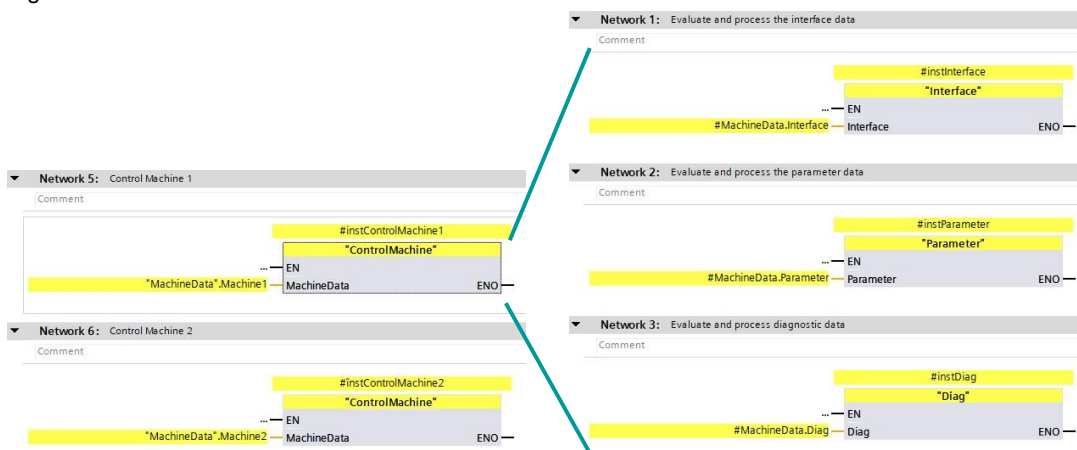 Network 5: Control Machine 1
Comment
#instControlMachine1
"ControlMachine"
... EN
"MachineData".Machine1 MachineData ENO
Network 6: Control Machine 2
Comment
#instControlMachine2
"ControlMachine"
... EN
"MachineData".Machine2 MachineData ENO
Network 1: Evaluate and process the interface data
Comment
#instInterface
"Interface"
... EN
#MachineData.Interface Interface ENO
Network 2: Evaluate and process the parameter data
Comment
#instParameter
"Parameter"
... EN
#MachineData.Parameter Parameter ENO
Network 3: Evaluate and process diagnostic data
Comment
#instDiag
"Diag"
... EN
#MachineData.Diag Diag ENO